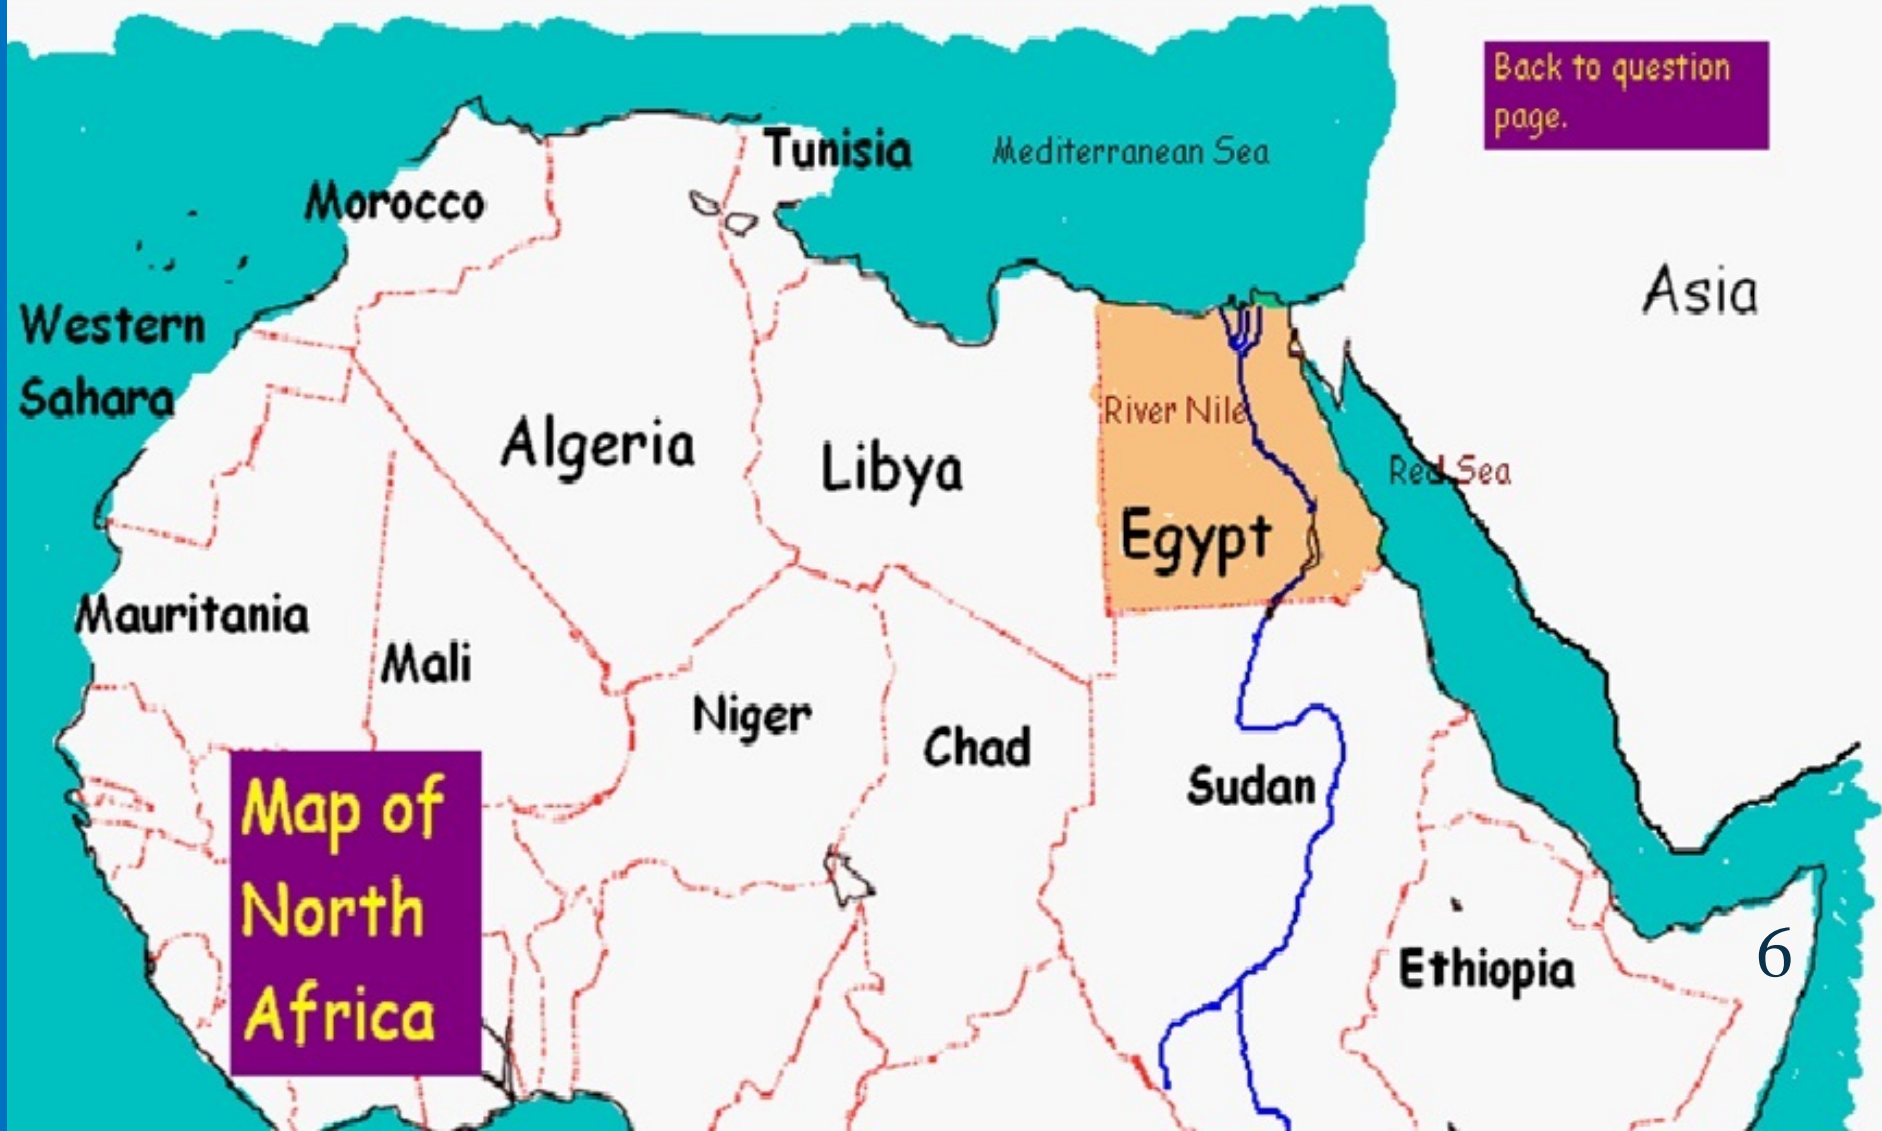 Back to question
page.
Tunisia
Mediterranean Sea
Morocco
Asia
Western
Sahara
River Nile
Algeria
Libya
Red Sea
Egypt
Mauritania
Mali
Niger
Chad
Sudan
Map of
North
Africa
Ethiopia
6